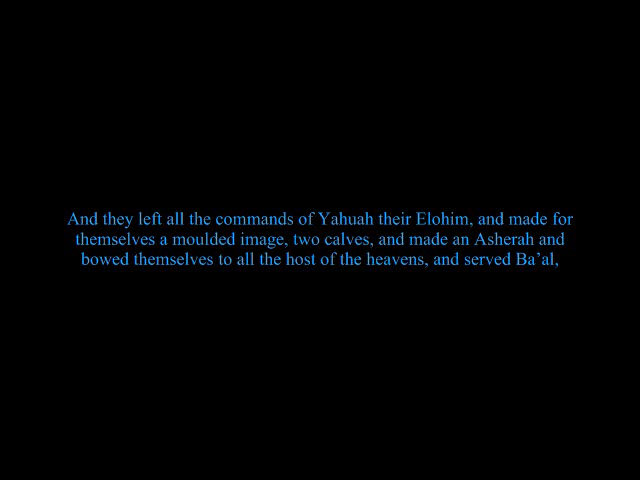 And they left all the commands of Yahuah their Elohim, and made for
themselves a moulded image, two calves, and made an Asherah and
bowed themselves to all the host of the heavens, and served Ba’al,